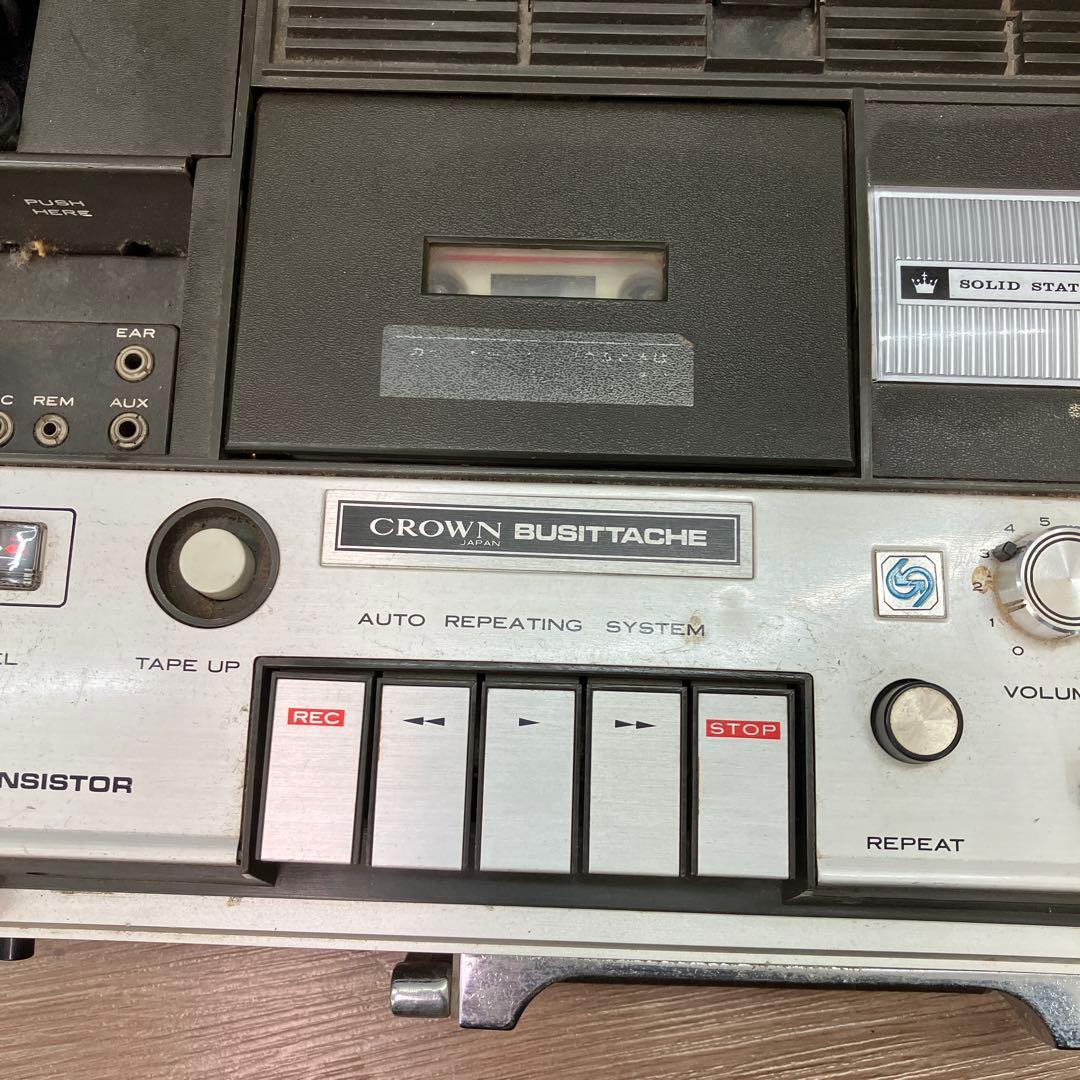 PUSH
HERE
EAR
C REM AUX
SOLID STAT
CROWN BUSITTACHE
JAPAN
AUTO REPEATING SYSTEM
EL
TAPE UP
REC
STOP
NSISTOR
5
4
3
2
1
0
VOLUM
REPEAT